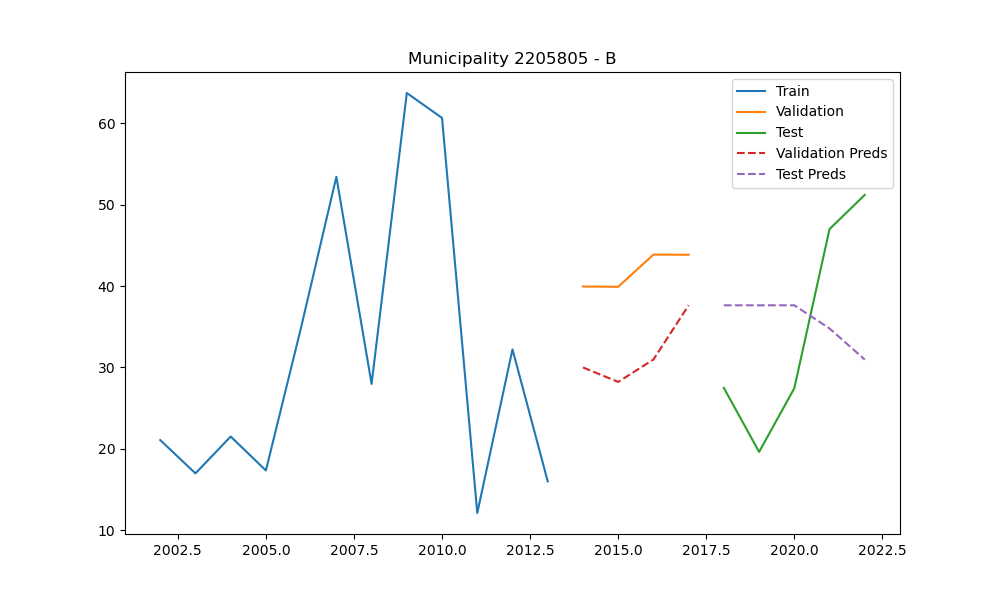 Municipality 2205805 - B
Train
Validation
Test
Validation Preds
Test Preds
60
50
40
30
20
10
2002.5 2005.0 2007.5 2010.0 2012.5 2015.0 2017.5 2020.0 2022.5